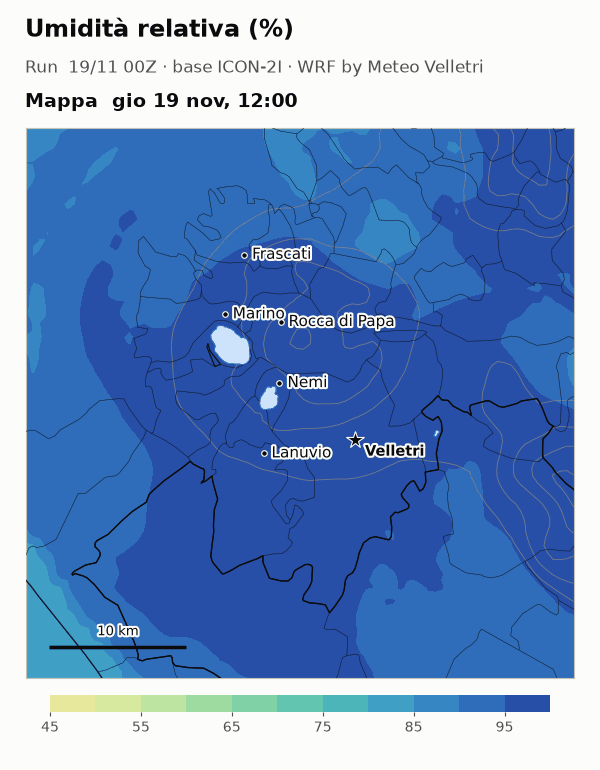 Umidità relativa (%)
Run  19/11 00Z · base ICON-2I · WRF by Meteo Velletri
Mappa  gio 19 nov, 12:00
Frascati
Marino
Rocca di Papa
Nemi
Velletri
Lanuvio
10 km
45 55 65 75 85 95